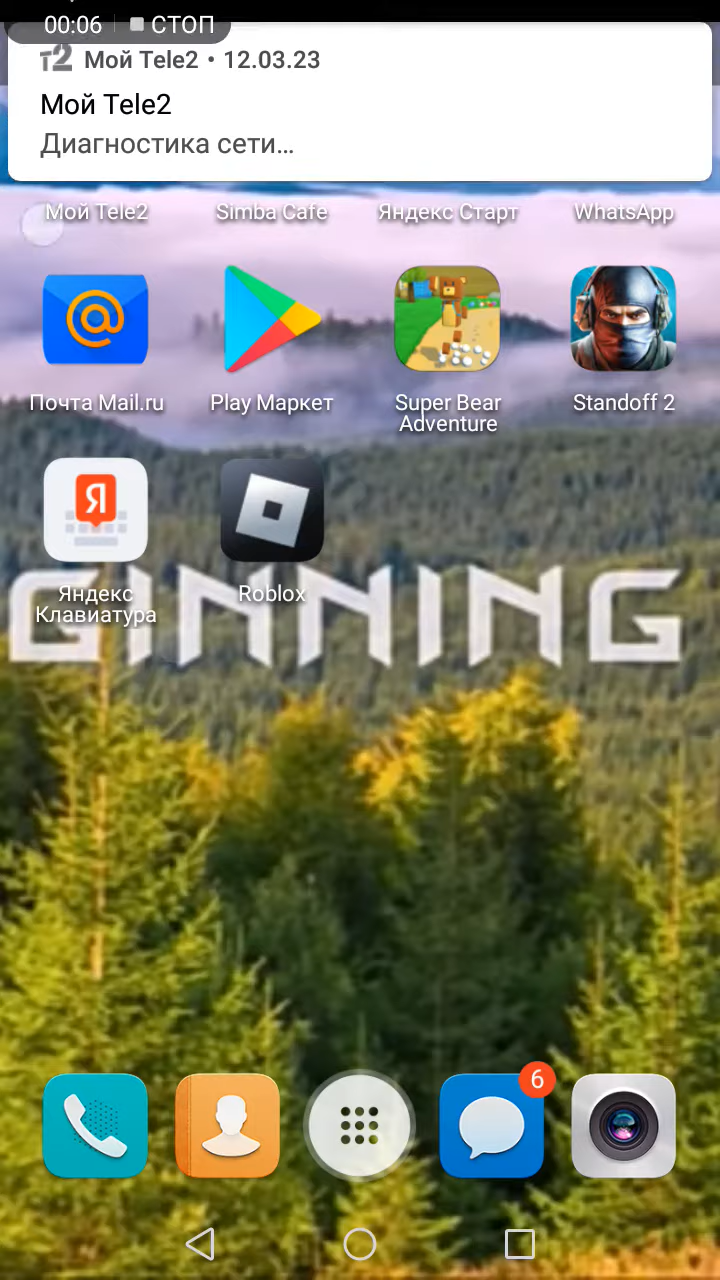 00:06 СТОП
T2 Мой Tele2 • 12.03.23
Мой Tele2
Диагностика сети...
Мой Tele2 Simba Cafe Яндекс Старт WhatsApp
Почта Mail.ru Play Маркет Super Bear Adventure Standoff 2
Я
Яндекс Клавиатура Roblox
GINNING
6